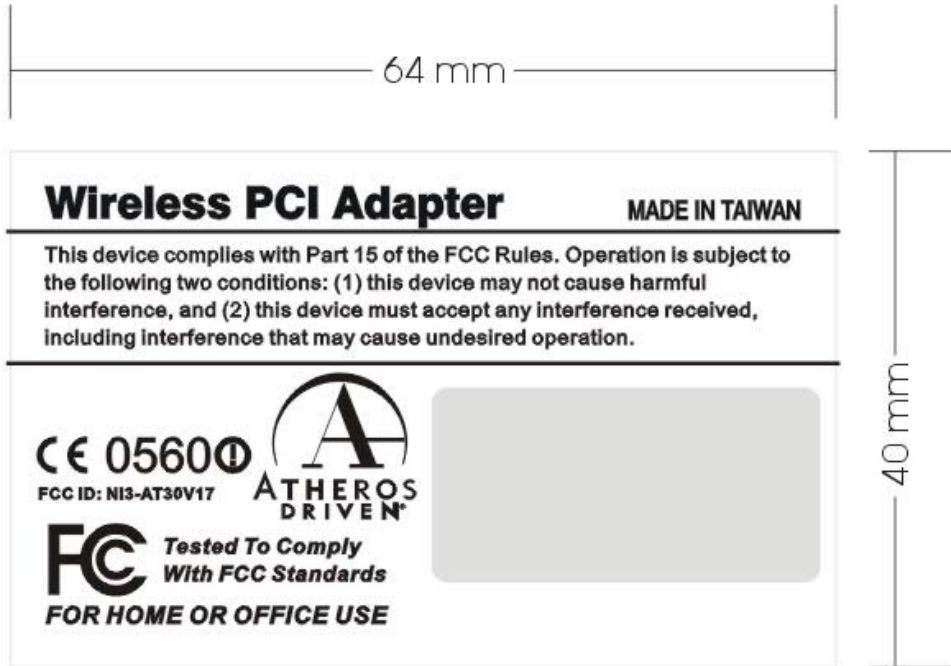 64 mm
Wireless PCI Adapter MADE IN TAIWAN
This device complies with Part 15 of the FCC Rules. Operation is subject to
the following two conditions: (1) this device may not cause harmful
interference, and (2) this device must accept any interference received,
including interference that may cause undesired operation.
40 mm
A
CE 0560
FCC ID: NI3-AT30V17
ATHEROS
DRIVEN
FC Tested To Comply
With FCC Standards
FOR HOME OR OFFICE USE